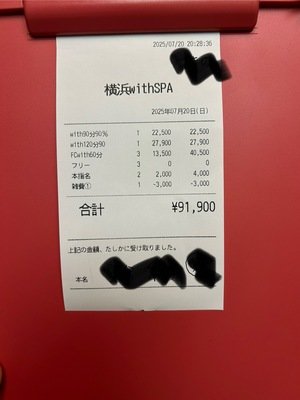 2025/07/20 20:28:36
横浜withSPA
2025年07月20日(日)
with90分90% 1 22,500 22,500
with120分90 1 27,900 27,900
FCwith60分 3 13,500 40,500
フリー 3 0 0
本指名 2 2,000 4,000
雑費① 1 -3,000 -3,000
合計 ¥91,900
上記の金額、たしかに受け取りました。
本名